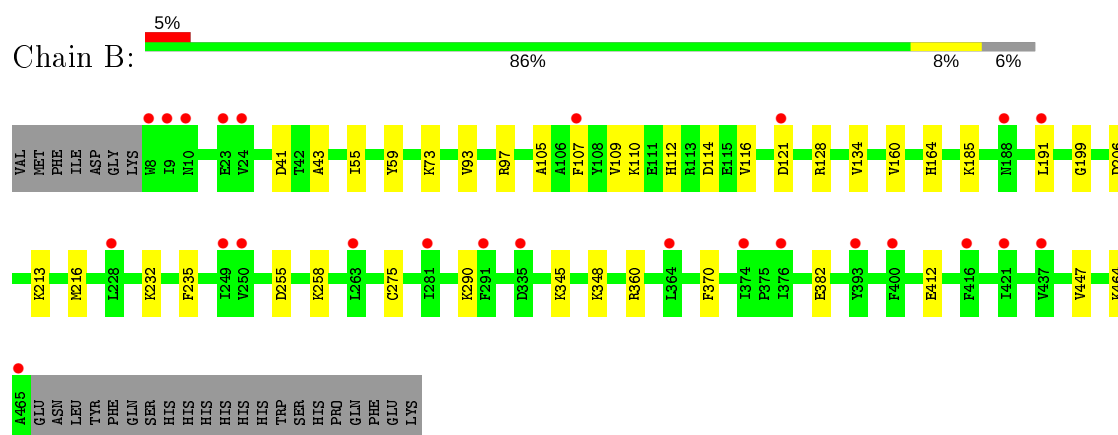 5%
Chain B:
86% 8% 6%
VAL MET PHE ILE ASP GLY LYS W8 I9 N10 E23 V24 D41 T42 A43 I55 Y59 K73 V93 R97 A105 A106 F107 Y108 V109 K110 E111 H112 R113 D114 E115 V116 D121 R128 V134 V160 H164 K185 N188 L191 G199 D206
K213 M216 L228 K232 F235 I249 V250 D255 K258 L263 C275 I281 K290 F291 D335 K345 K348 R360 L364 F370 I374 P375 I376 E382 Y393 F400 E412 F416 I421 V437 V447 K464
A465 GLU ASN LEU TYR PHE GLN SER HIS HIS HIS HIS HIS HIS TRP SER HIS PRO GLN PHE GLU LYS